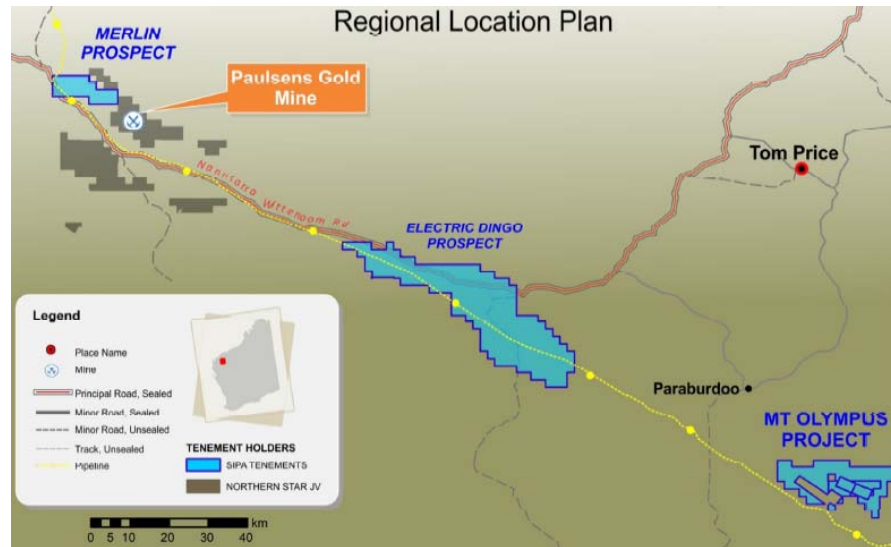 Regional Location Plan
MERLIN
PROSPECT
Paulsens Gold
Mine
Tom Price
Wittenoom Rd
ELECTRIC DINGO
PROSPECT
Paraburdoo
MT OLYMPUS
PROJECT
Legend
Place Name
Mine
Principal Road, Sealed
Minor Road, Sealed
Minor Road, Unsealed
Track, Unsealed
Pipeline
TENEMENT HOLDERS
SIPA TENEMENTS
NORTHERN STAR JV
km
0 5 10 20 30 40